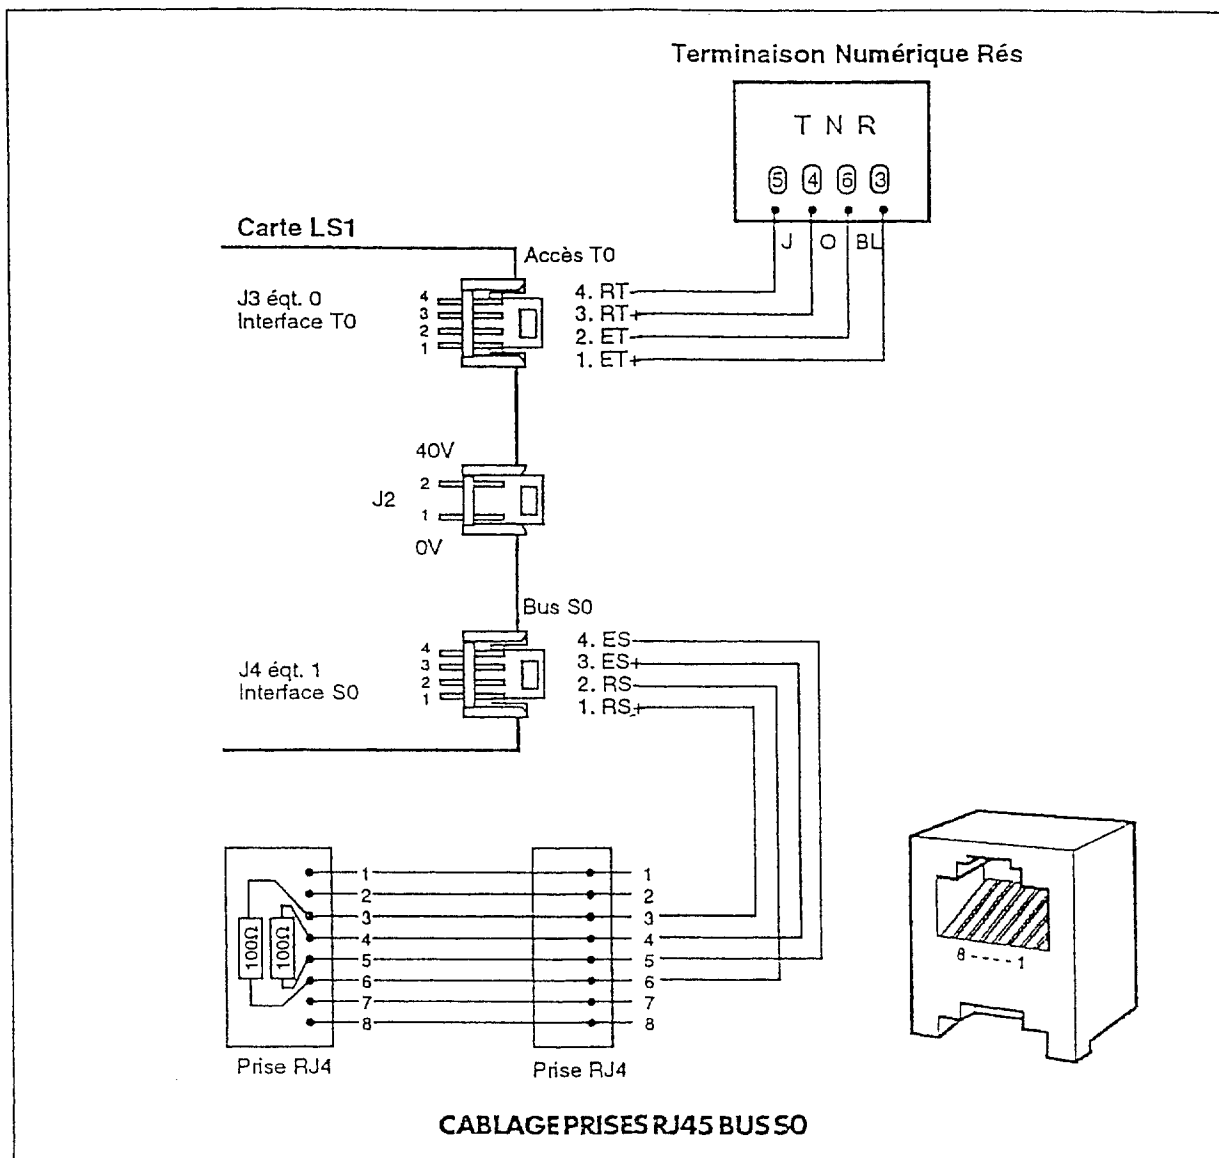 Terminaison Numérique Rés
T N R
5 4 6 3
J O BL
Carte LS1
Accès T0
J3 éqt. 0
Interface T0
4
3
2
1
4. RT-
3. RT+
2. ET-
1. ET+
40V
J2
2
1
0V
Bus S0
J4 éqt. 1
Interface S0
4
3
2
1
4. ES-
3. ES+
2. RS-
1. RS+
100Ω
100Ω
1
2
3
4
5
6
7
8
1
2
3
4
5
6
7
8
8 - - - - - 1
Prise RJ4
Prise RJ4
CABLAGE PRISES RJ45 BUS S0